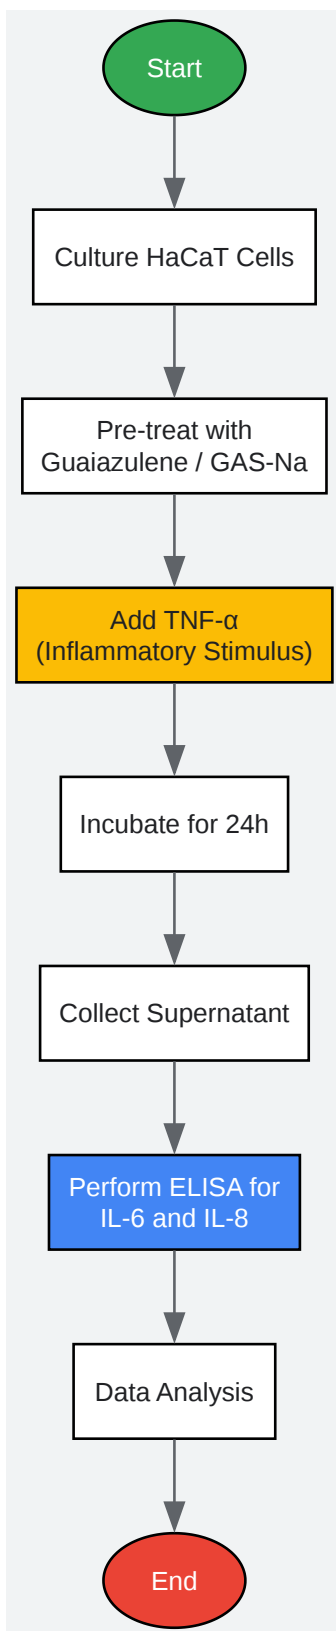 Start
Culture HaCaT Cells
Pre-treat with
Guaiazulene / GAS-Na
Add TNF-α
(Inflammatory Stimulus)
Incubate for 24h
Collect Supernatant
Perform ELISA for
IL-6 and IL-8
Data Analysis
End